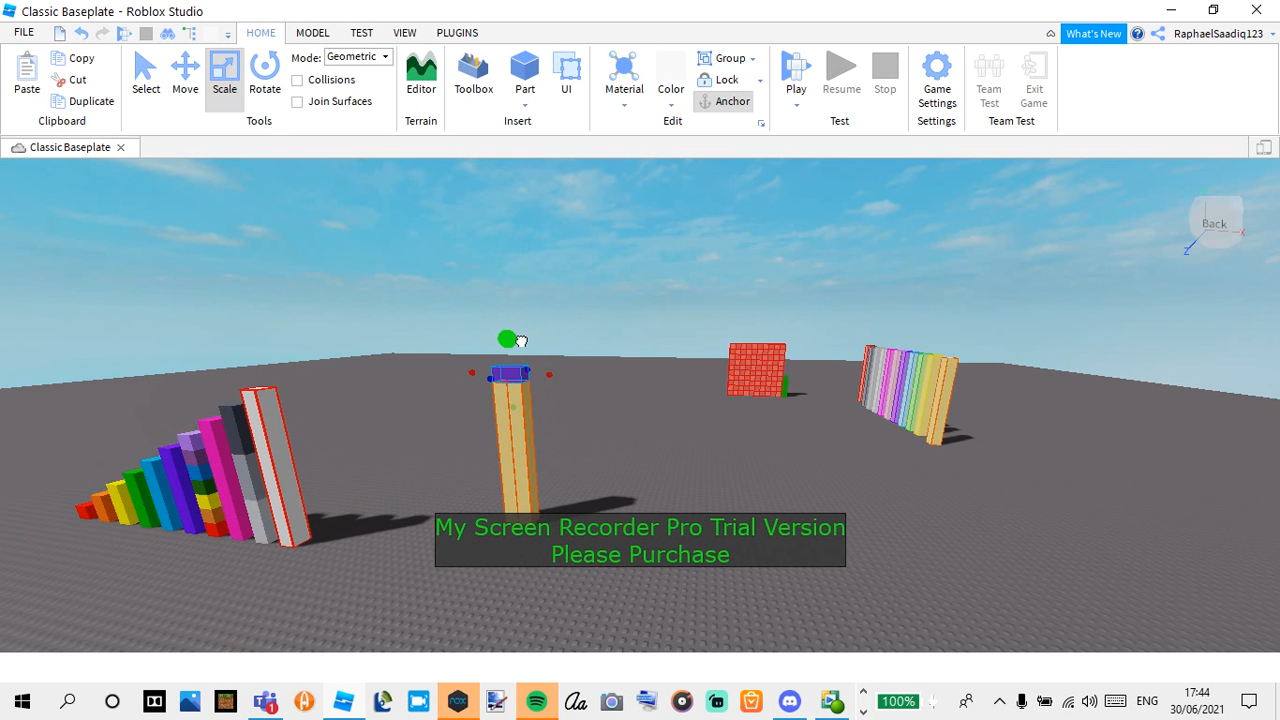 Classic Baseplate - Roblox Studio
FILE
HOME
MODEL
TEST
VIEW
PLUGINS
What's New
RaphaelSaadiq123
Paste
Copy
Cut
Duplicate
Clipboard
Select
Move
Scale
Rotate
Mode: Geometric
Collisions
Join Surfaces
Tools
Editor
Terrain
Toolbox
Part
UI
Insert
Material
Color
Group
Lock
Anchor
Edit
Play
Resume
Stop
Test
Game
Settings
Settings
Team
Test
Exit
Game
Team Test
Classic Baseplate
Back
X
Z
My Screen Recorder Pro Trial Version
Please Purchase
Aa
1
100%
ENG
17:44
30/06/2021